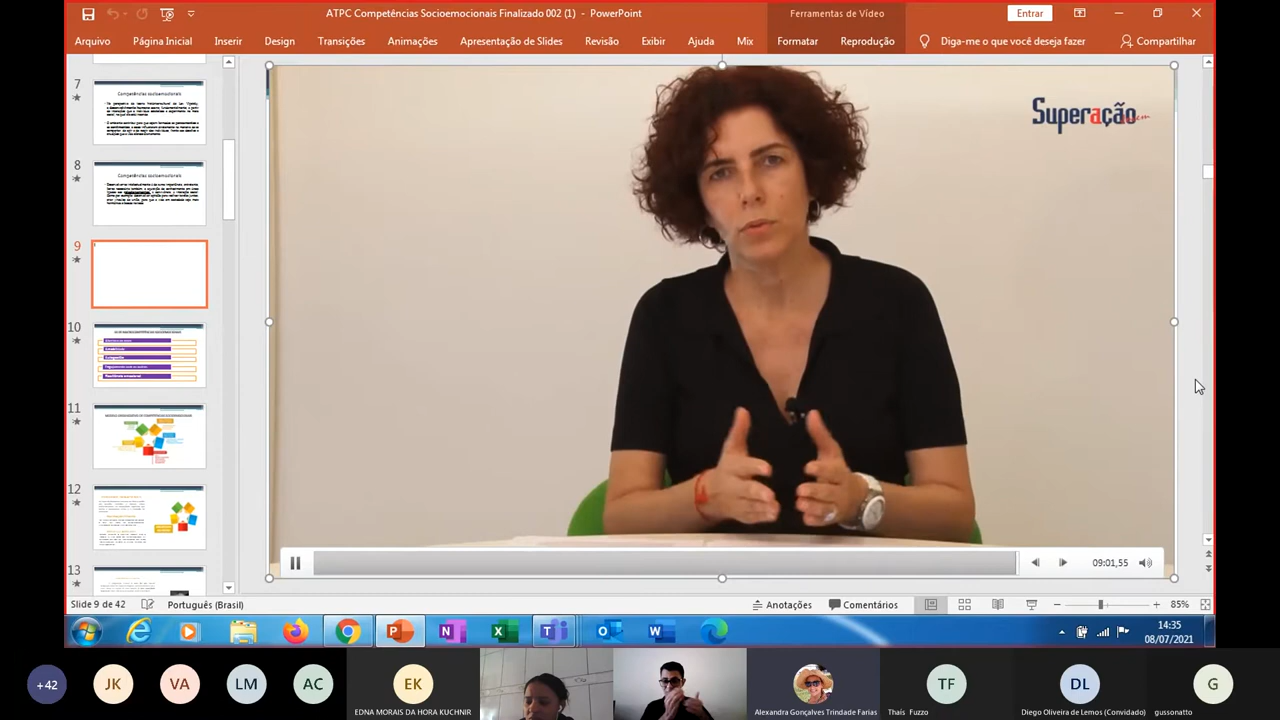 ATPC Competências Socioemocionais Finalizado 002 (1) - PowerPoint
Ferramentas de Vídeo
Entrar
Arquivo
Página Inicial
Inserir
Design
Transições
Animações
Apresentação de Slides
Revisão
Exibir
Ajuda
Mix
Formatar
Reprodução
Diga-me o que você deseja fazer
Compartilhar
7
Competências socioemocionais
8
Competências socioemocionais
9
10
11
12
13
Superação
09:01,55
Slide 9 de 42
Português (Brasil)
Anotações
Comentários
85%
14:35
08/07/2021
+42
JK
VA
LM
AC
EK
EDNA MORAIS DA HORA KUCHNIR
Alexandra Gonçalves Trindade Farias
TF
Thaís Fuzzo
DL
Diego Oliveira de Lemos (Convidado)
G
gussonatto